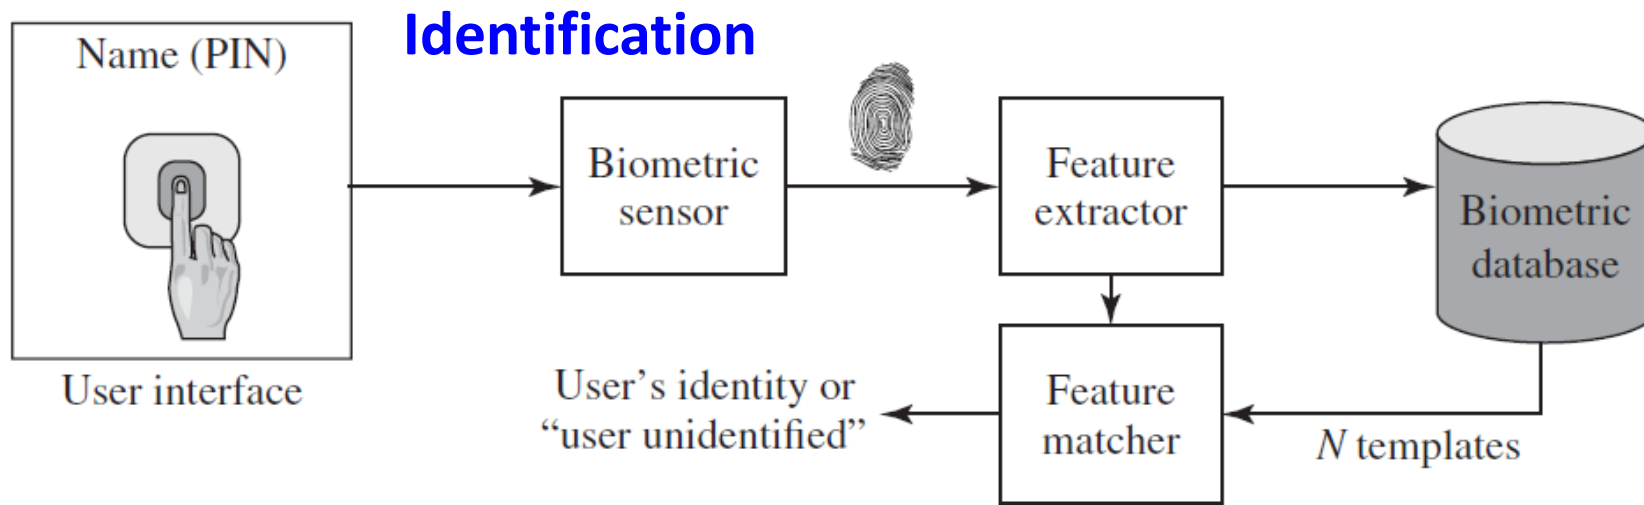 Identification
Name (PIN)
Biometric
sensor
Feature
extractor
Biometric
database
User interface
User’s identity or
“user unidentified”
Feature
matcher
N templates